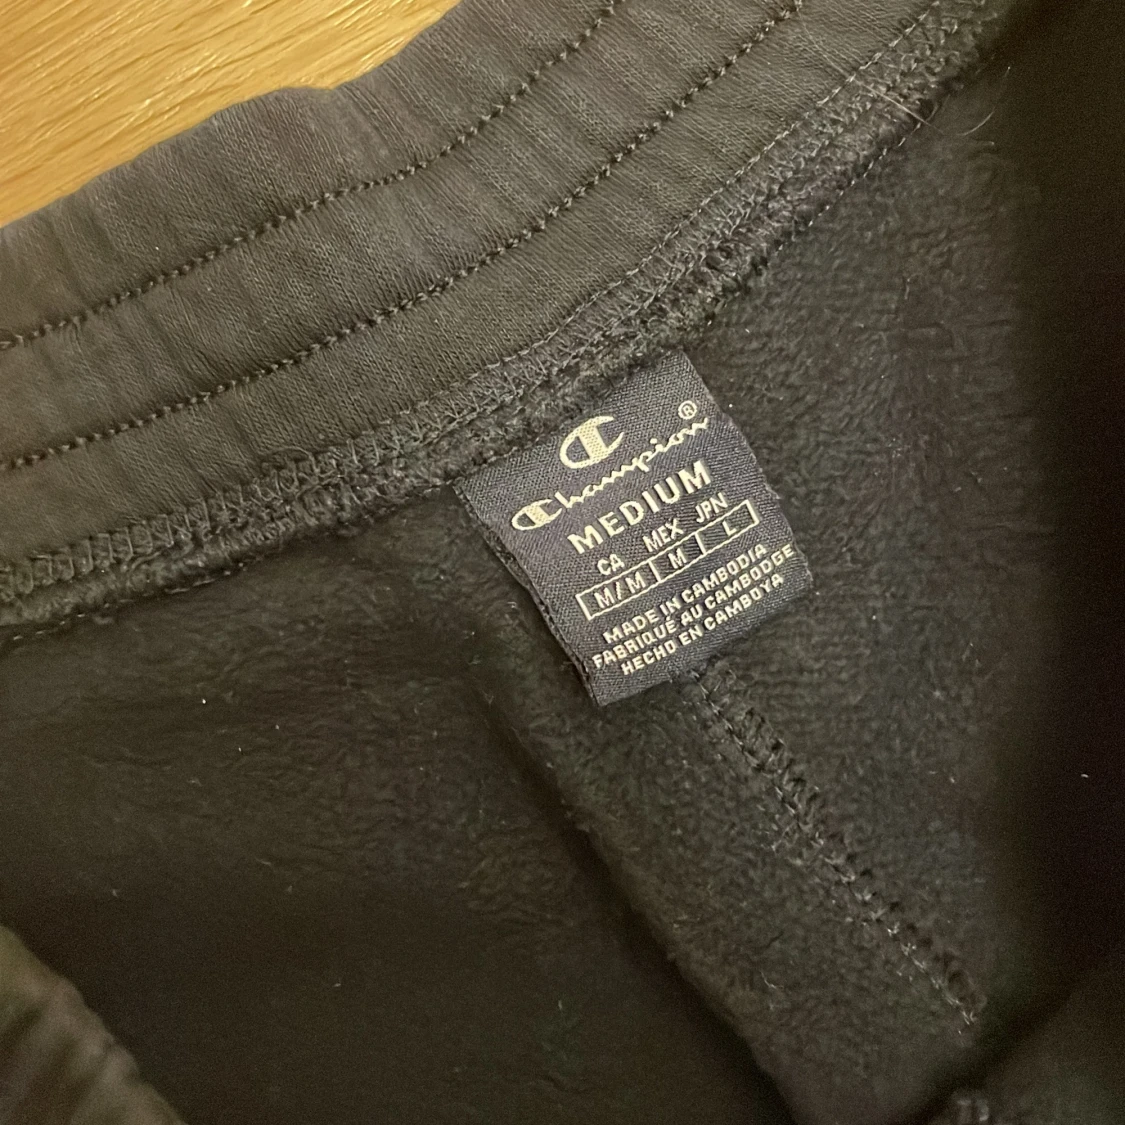 Champion®
MEDIUM
CA MEX JPN
M/M M L
MADE IN CAMBODIA
FABRIQUÉ AU CAMBODGE
HECHO EN CAMBOYA